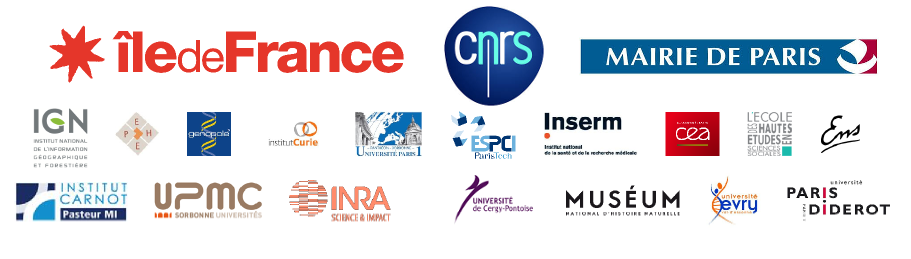 îledeFrance
cnrs
MAIRIE DE PARIS
IGN
INSTITUT NATIONAL
DE L'INFORMATION
GÉOGRAPHIQUE
ET FORESTIÈRE
E P H E
genopole
institutCurie
UNIVERSITÉ PARIS 1
ESPCI
ParisTech
Inserm
Institut national
de la santé et de la recherche médicale
cea
L'ÉCOLE
DES HAUTES
ETUDES EN
SCIENCES
SOCIALES
Ens
INSTITUT
CARNOT
Pasteur MI
UPMC
SORBONNE UNIVERSITÉS
INRA
SCIENCE & IMPACT
UNIVERSITÉ
de Cergy-Pontoise
MUSÉUM
NATIONAL D'HISTOIRE NATURELLE
université
evry
université
PARIS
DIDEROT
PARIS 7